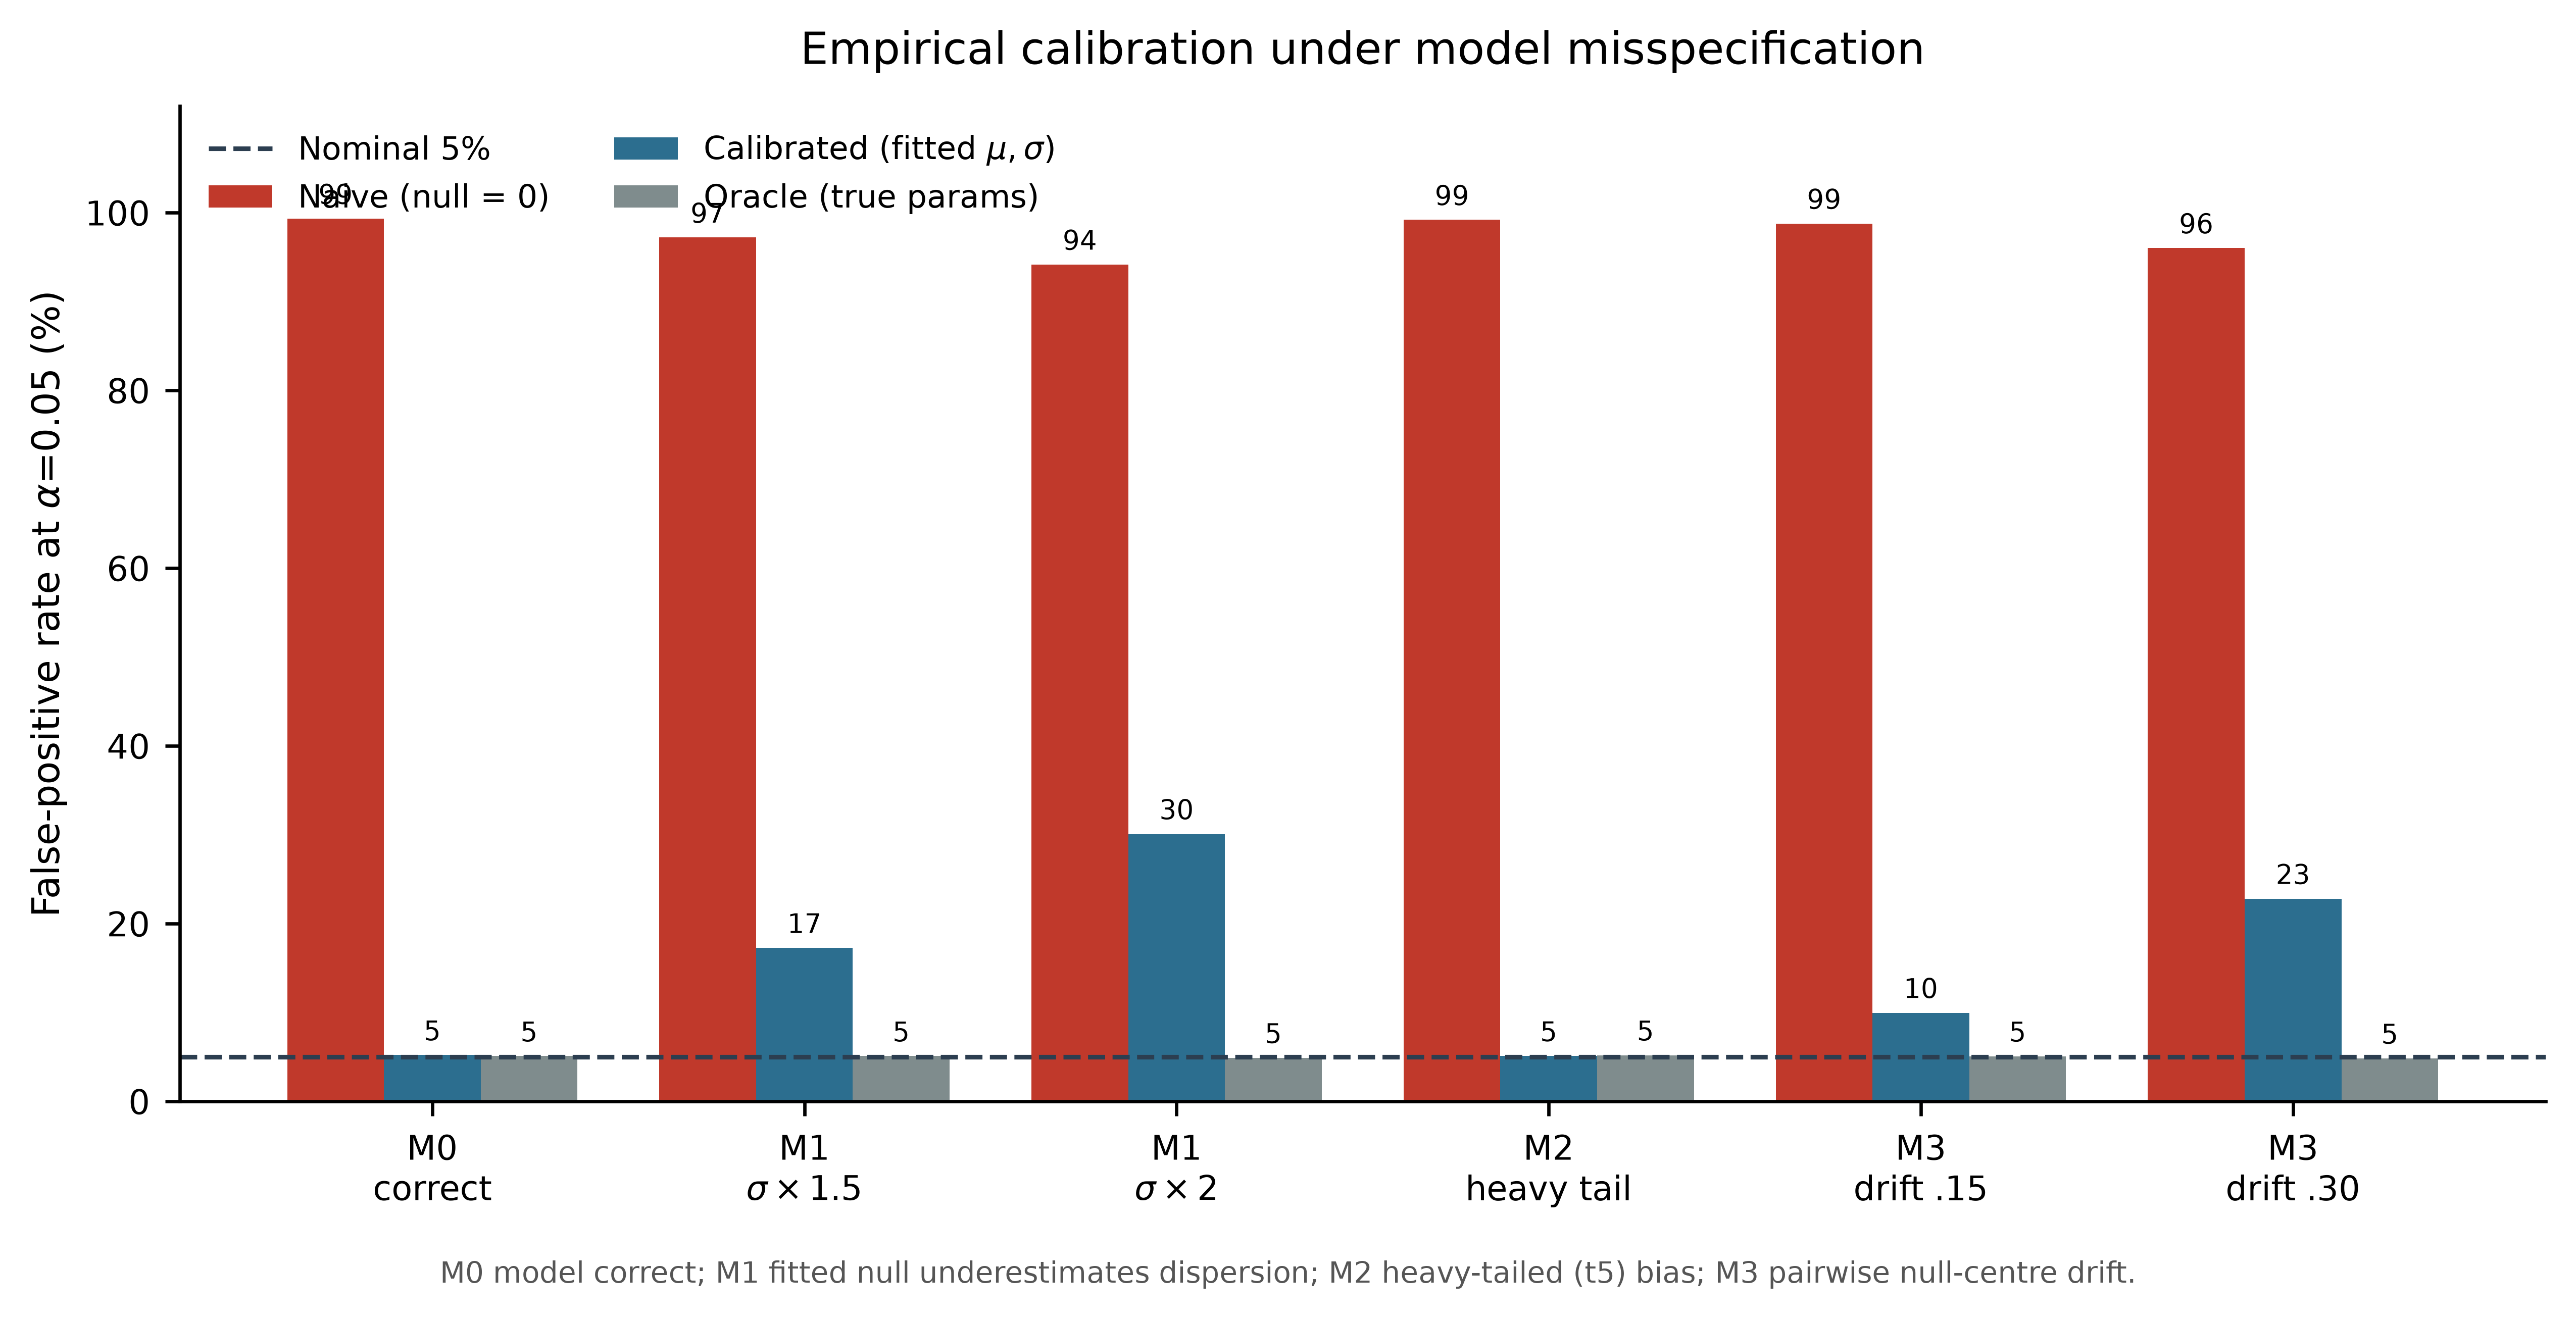 Empirical calibration under model misspecification
Nominal 5%
Naive (null = 0)
Calibrated (fitted μ, σ)
Oracle (true params)
False-positive rate at α=0.05 (%)
100
80
60
40
20
0
99
5
5
97
17
5
94
30
5
99
5
5
99
10
5
96
23
5
M0
correct
M1
σ × 1.5
M1
σ × 2
M2
heavy tail
M3
drift .15
M3
drift .30
M0 model correct; M1 fitted null underestimates dispersion; M2 heavy-tailed (t5) bias; M3 pairwise null-centre drift.